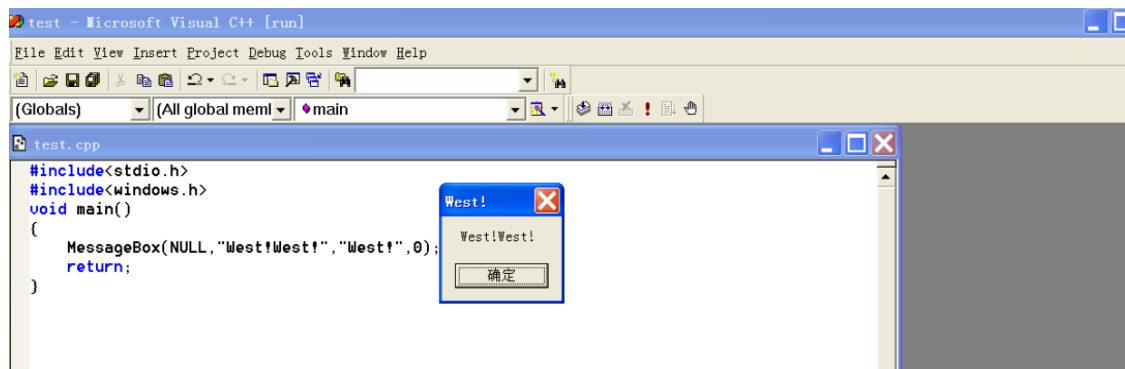 test - Microsoft Visual C++ [run]
File Edit View Insert Project Debug Tools Window Help
(Globals) (All global meml main
test.cpp
#include<stdio.h>
#include<windows.h>
void main()
{
MessageBox(NULL,"West!West!","West!",0);
return;
}
West!
West!West!
确定